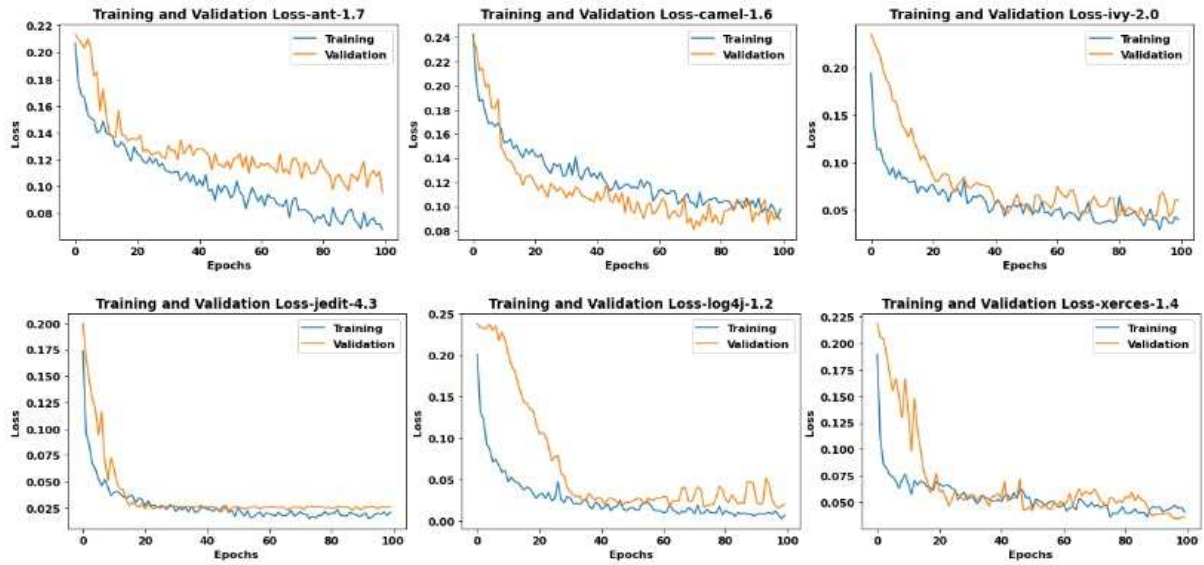 Training and Validation Loss-ant-1.7
0.22
0.20
0.18
0.16
0.14
0.12
0.10
0.08
Loss
0 20 40 60 80 100
Epochs
Training
Validation
Training and Validation Loss-camel-1.6
0.24
0.22
0.20
0.18
0.16
0.14
0.12
0.10
0.08
Loss
0 20 40 60 80 100
Epochs
Training
Validation
Training and Validation Loss-ivy-2.0
0.20
0.15
0.10
0.05
Loss
0 20 40 60 80 100
Epochs
Training
Validation
Training and Validation Loss-jedit-4.3
0.200
0.175
0.150
0.125
0.100
0.075
0.050
0.025
Loss
0 20 40 60 80 100
Epochs
Training
Validation
Training and Validation Loss-log4j-1.2
0.25
0.20
0.15
0.10
0.05
0.00
Loss
0 20 40 60 80 100
Epochs
Training
Validation
Training and Validation Loss-xerces-1.4
0.225
0.200
0.175
0.150
0.125
0.100
0.075
0.050
Loss
0 20 40 60 80 100
Epochs
Training
Validation